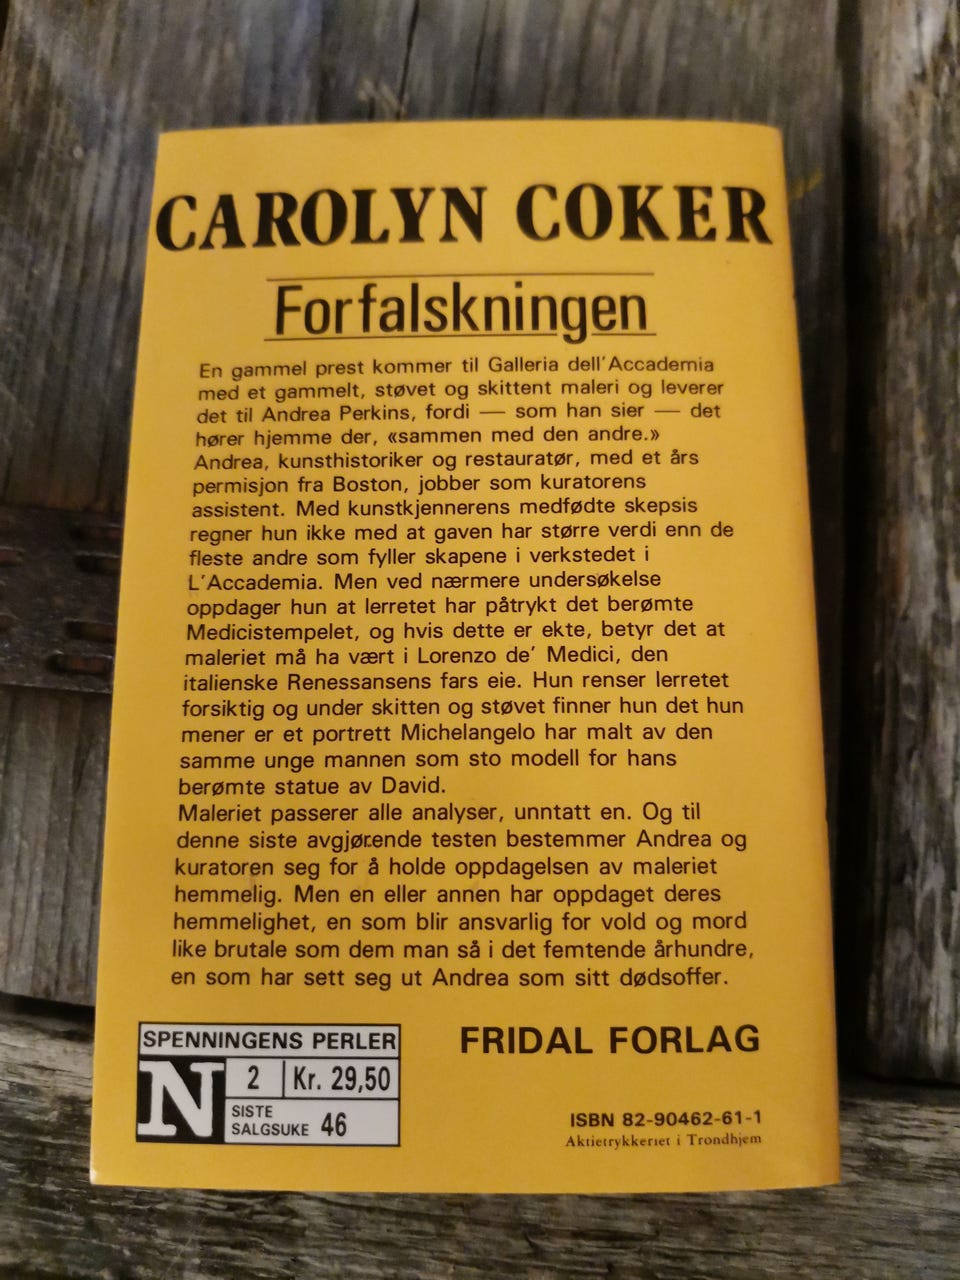 CAROLYN COKER
Forfalskningen
En gammel prest kommer til Galleria dell'Accademia
med et gammelt, støvet og skittent maleri og leverer
det til Andrea Perkins, fordi — som han sier — det
hører hjemme der, «sammen med den andre.»
Andrea, kunsthistoriker og restauratør, med et års
permisjon fra Boston, jobber som kuratorens
assistent. Med kunstkjennerens medfødte skepsis
regner hun ikke med at gaven har større verdi enn de
fleste andre som fyller skapene i verkstedet i
L'Accademia. Men ved nærmere undersøkelse
oppdager hun at lerretet har påtrykt det berømte
Medicistempelet, og hvis dette er ekte, betyr det at
maleriet må ha vært i Lorenzo de' Medici, den
italienske Renessansens fars eie. Hun renser lerretet
forsiktig og under skitten og støvet finner hun det hun
mener er et portrett Michelangelo har malt av den
samme unge mannen som sto modell for hans
berømte statue av David.
Maleriet passerer alle analyser, unntatt en. Og til
denne siste avgjørende testen bestemmer Andrea og
kuratoren seg for å holde oppdagelsen av maleriet
hemmelig. Men en eller annen har oppdaget deres
hemmelighet, en som blir ansvarlig for vold og mord
like brutale som dem man så i det femtende århundre,
en som har sett seg ut Andrea som sitt dødsoffer.
SPENNINGENS PERLER
N
2 Kr. 29,50
SISTE
SALGSUKE 46
FRIDAL FORLAG
ISBN 82-90462-61-1
Aktietrykkeriet i Trondhjem